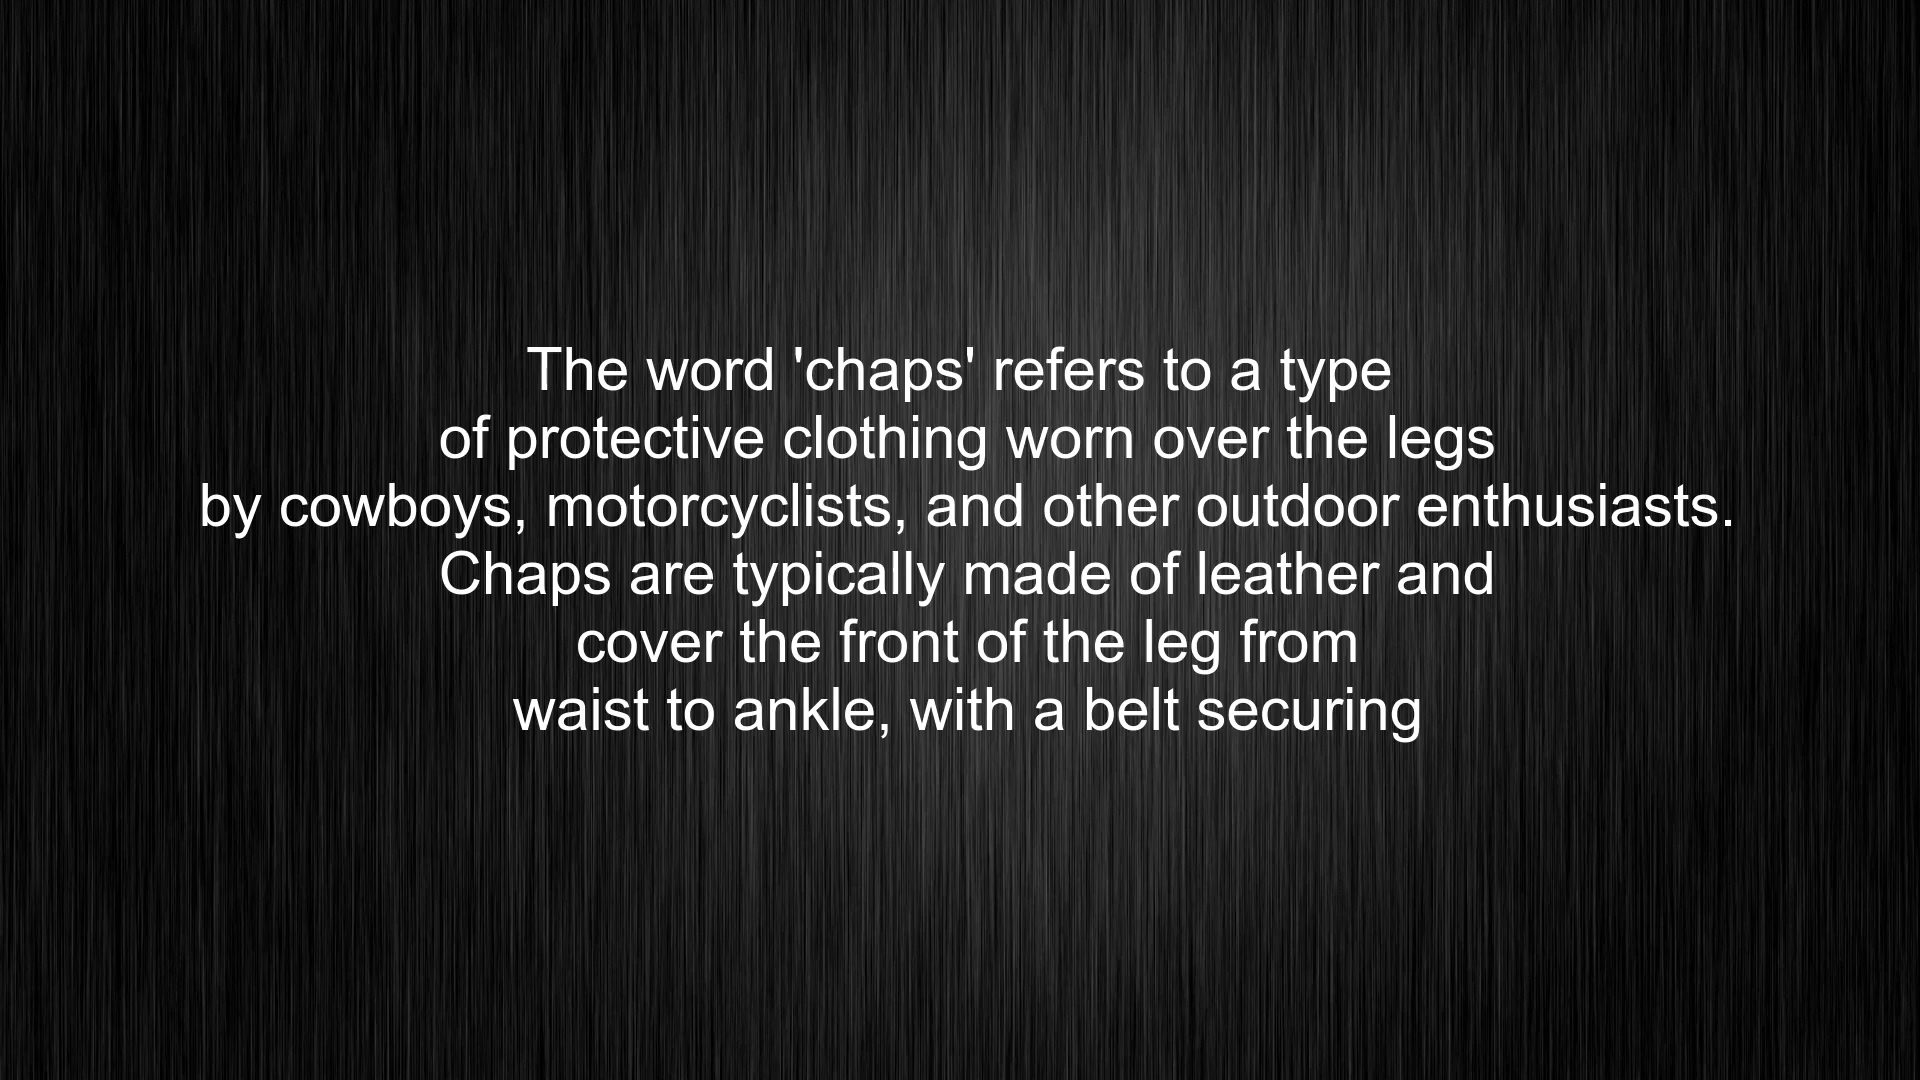 The word 'chaps' refers to a type
of protective clothing worn over the legs
by cowboys, motorcyclists, and other outdoor enthusiasts.
Chaps are typically made of leather and
cover the front of the leg from
waist to ankle, with a belt securing